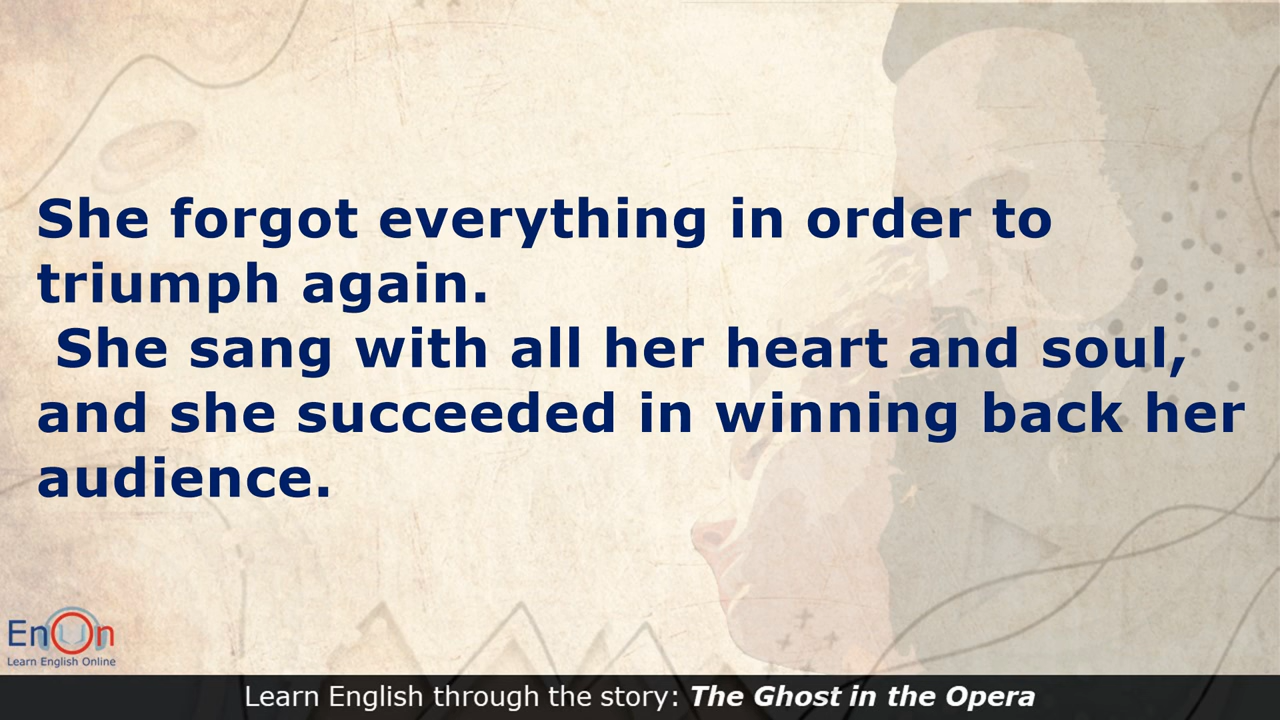 She forgot everything in order to
triumph again.
She sang with all her heart and soul,
and she succeeded in winning back her
audience.
EnOn
Learn English Online
Learn English through the story: The Ghost in the Opera